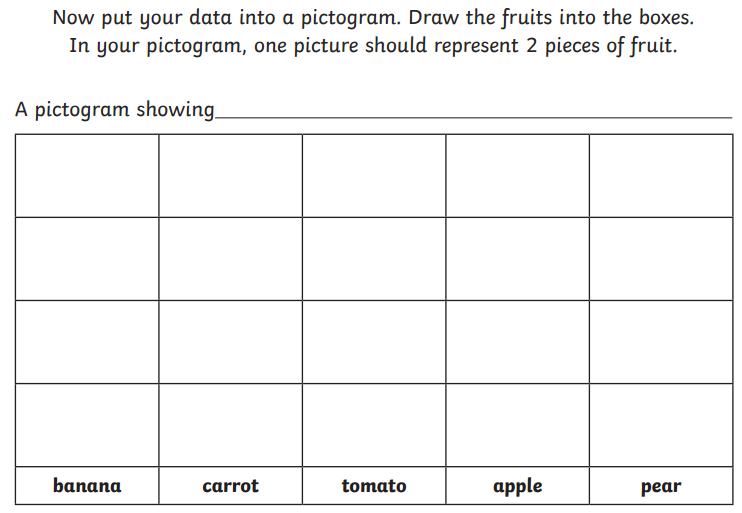 Now put your data into a pictogram. Draw the fruits into the boxes.
In your pictogram, one picture should represent 2 pieces of fruit.
A pictogram showing
banana carrot tomato apple pear